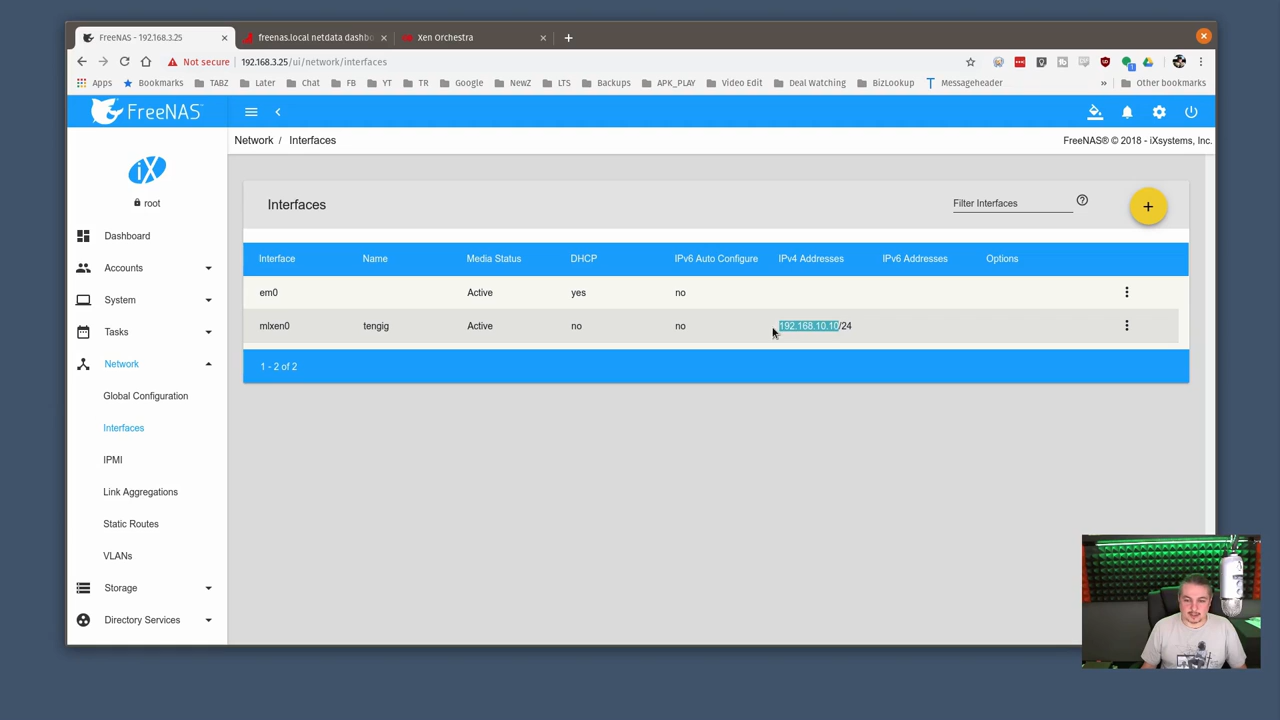 FreeNAS - 192.168.3.25
freenas.local netdata dashb
Xen Orchestra
Not secure
192.168.3.25/ui/network/interfaces
Apps
Bookmarks
TABZ
Later
Chat
FB
YT
TR
Google
NewZ
LTS
Backups
APK_PLAY
Video Edit
Deal Watching
BizLookup
Messageheader
»
Other bookmarks
FreeNAS
Network / Interfaces
FreeNAS® © 2018 - iXsystems, Inc.
iX
root
Dashboard
Accounts
System
Tasks
Network
Global Configuration
Interfaces
IPMI
Link Aggregations
Static Routes
VLANs
Storage
Directory Services
Interfaces
Filter Interfaces
Interface Name Media Status DHCP IPv6 Auto Configure IPv4 Addresses IPv6 Addresses Options
em0 Active yes no
mlxen0 tengig Active no no 192.168.10.10/24
1 - 2 of 2